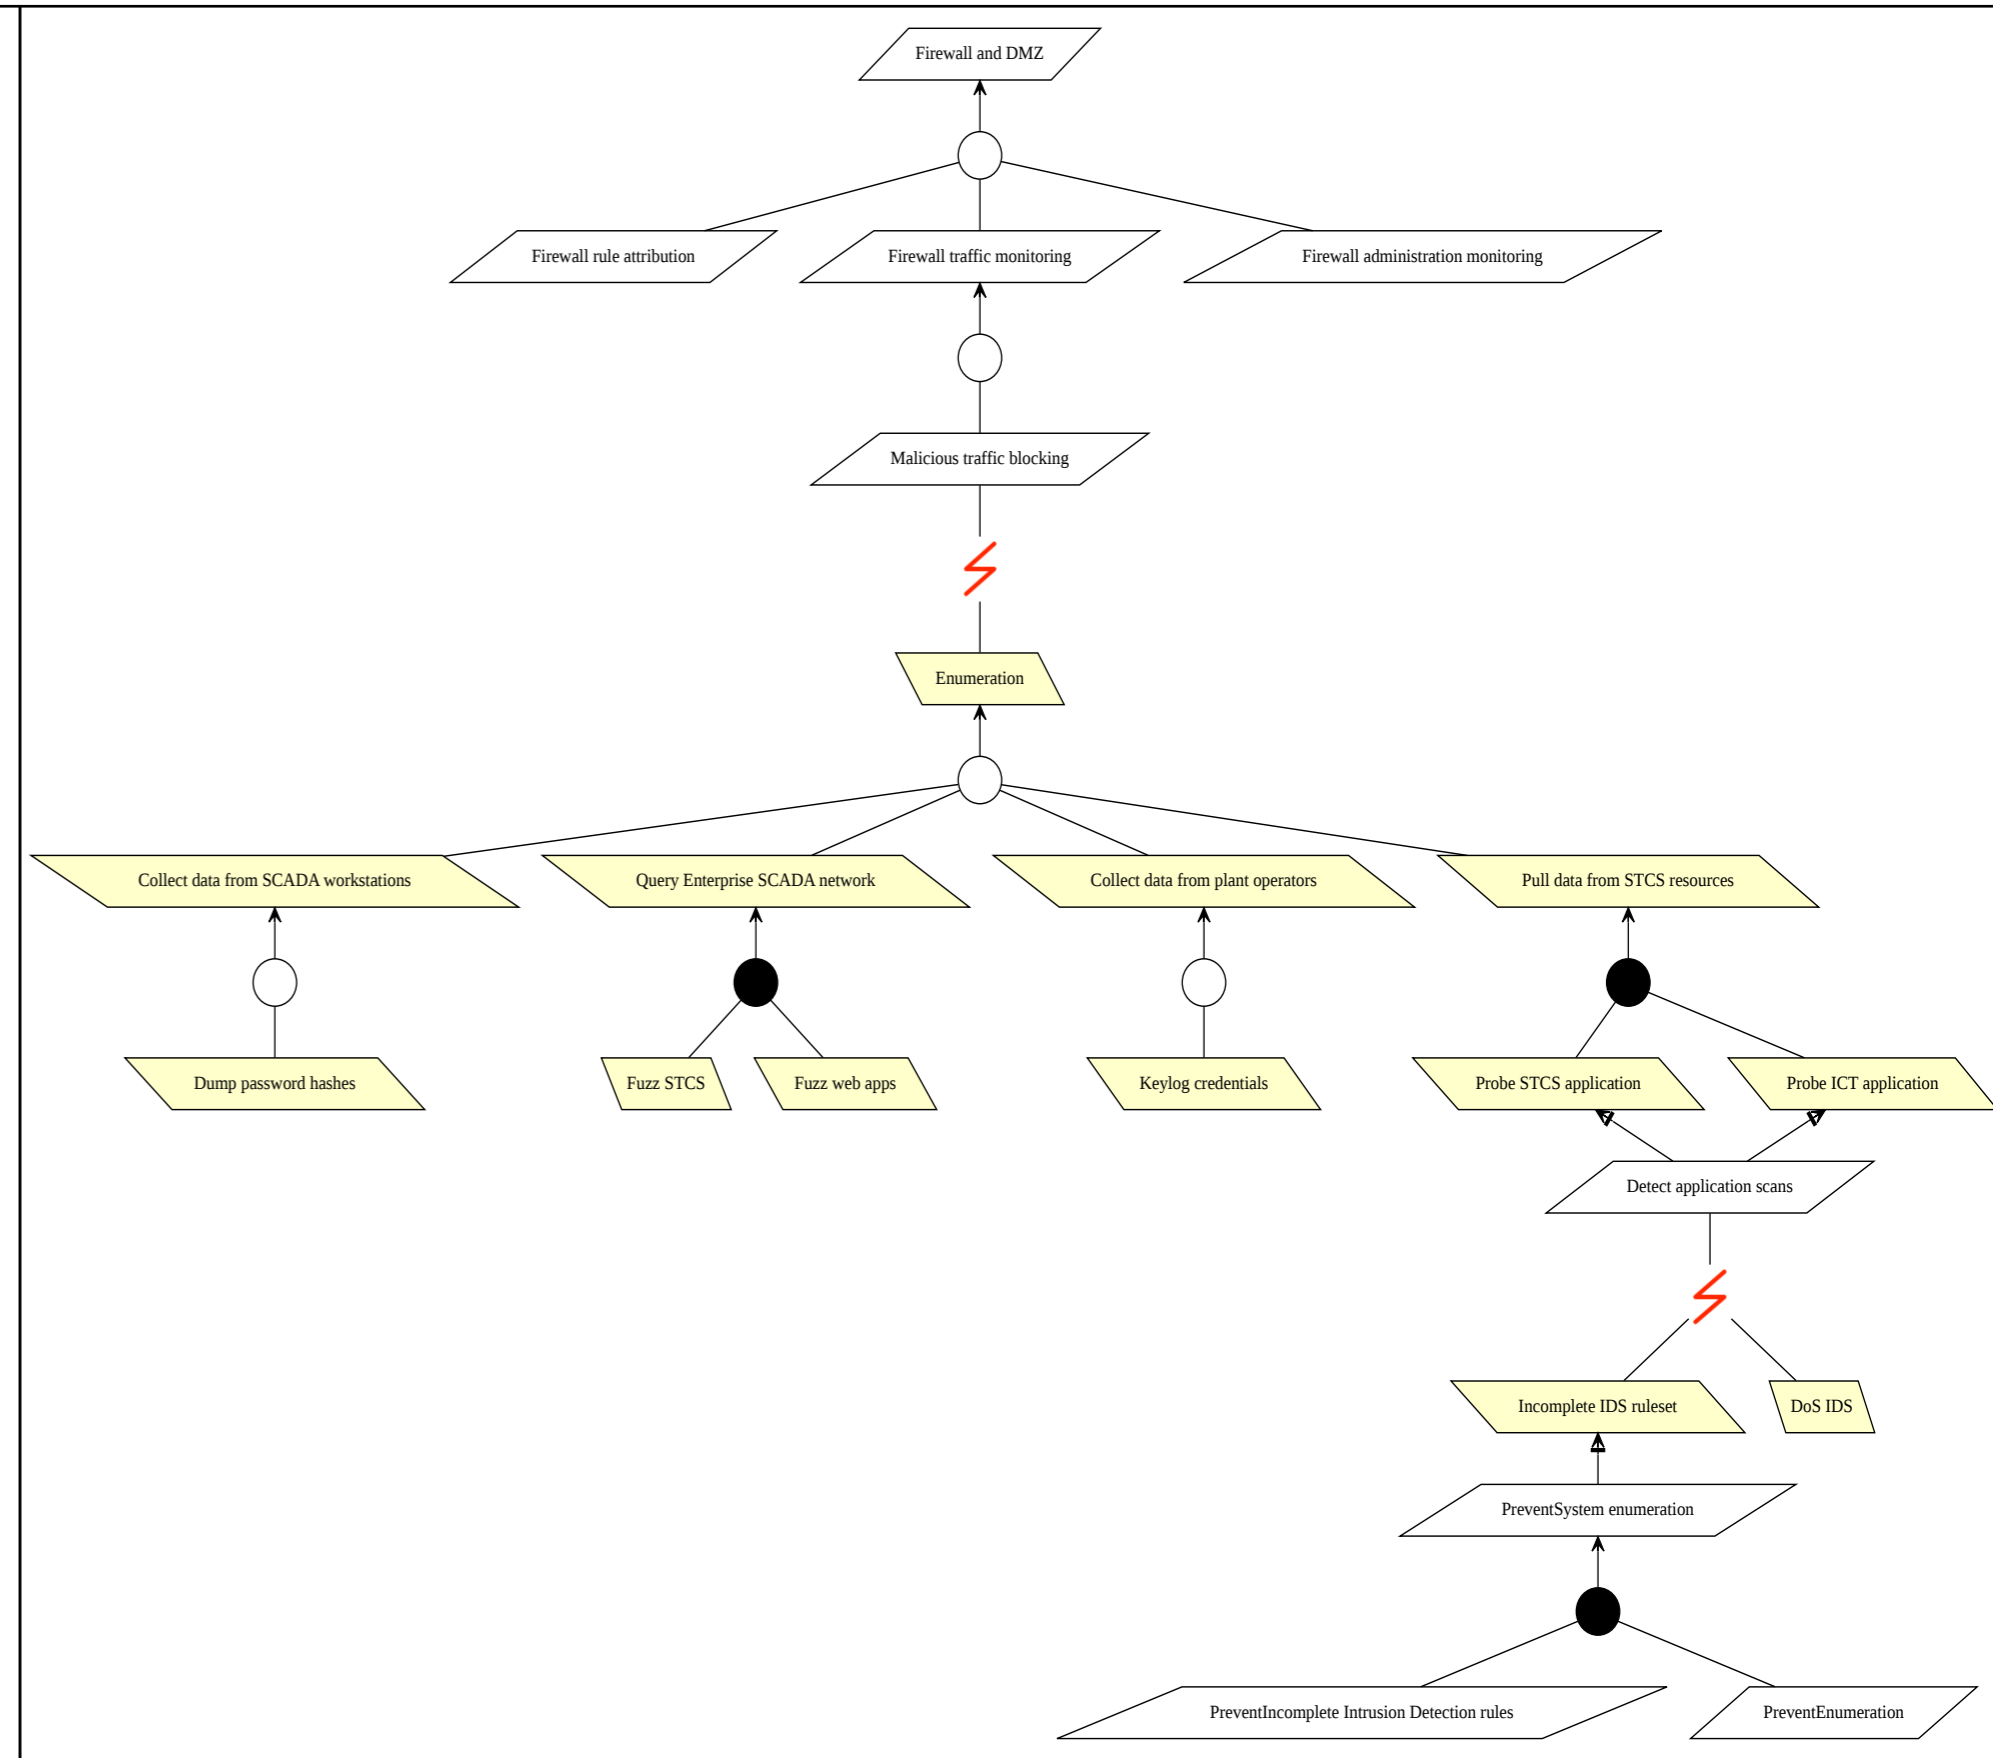 Firewall and DMZ
Firewall rule attribution
Firewall traffic monitoring
Firewall administration monitoring
Malicious traffic blocking
Enumeration
Collect data from SCADA workstations
Query Enterprise SCADA network
Collect data from plant operators
Pull data from STCS resources
Dump password hashes
Fuzz STCS
Fuzz web apps
Keylog credentials
Probe STCS application
Probe ICT application
Detect application scans
Incomplete IDS ruleset
DoS IDS
PreventSystem enumeration
PreventIncomplete Intrusion Detection rules
PreventEnumeration